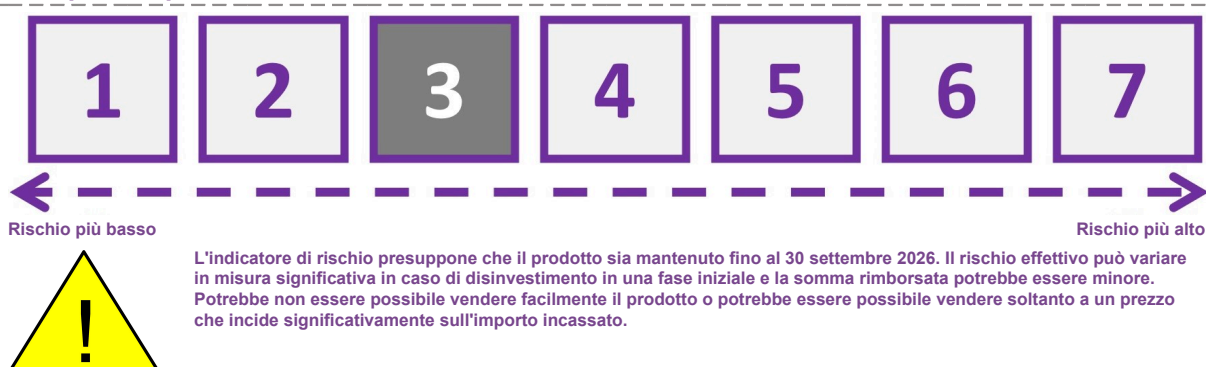 1 2 3 4 5 6 7
Rischio più basso Rischio più alto
L'indicatore di rischio presuppone che il prodotto sia mantenuto fino al 30 settembre 2026. Il rischio effettivo può variare
in misura significativa in caso di disinvestimento in una fase iniziale e la somma rimborsata potrebbe essere minore.
Potrebbe non essere possibile vendere facilmente il prodotto o potrebbe essere possibile vendere soltanto a un prezzo
che incide significativamente sull'importo incassato.
!